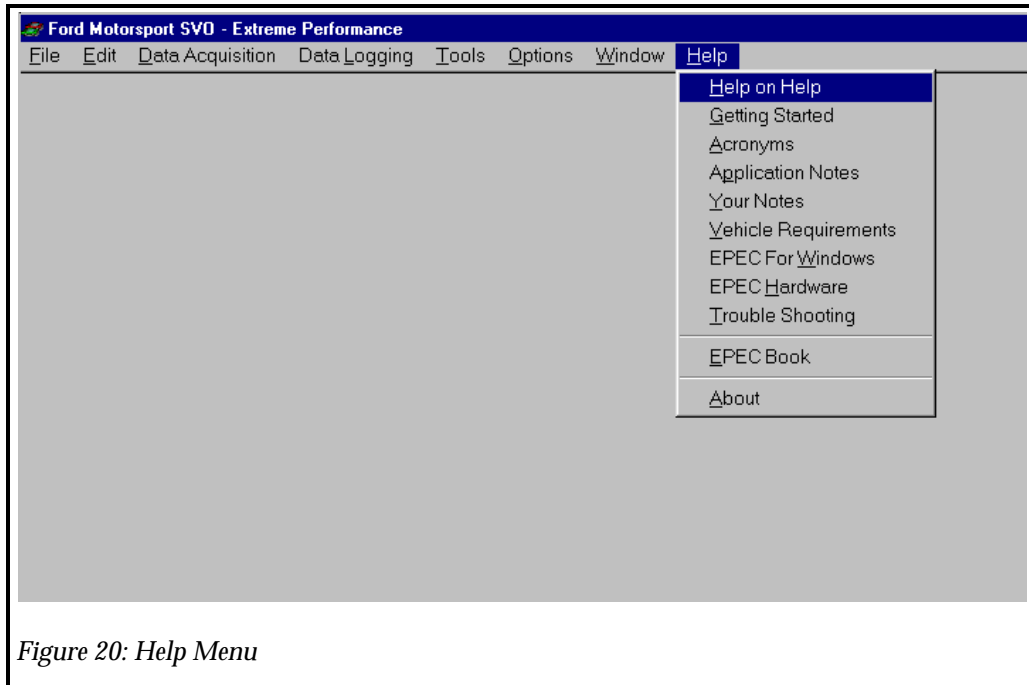 Ford Motorsport SVO - Extreme Performance
File Edit Data Acquisition Data Logging Tools Options Window Help
Help on Help
Getting Started
Acronyms
Application Notes
Your Notes
Vehicle Requirements
EPEC For Windows
EPEC Hardware
Trouble Shooting
EPEC Book
About
Figure 20: Help Menu